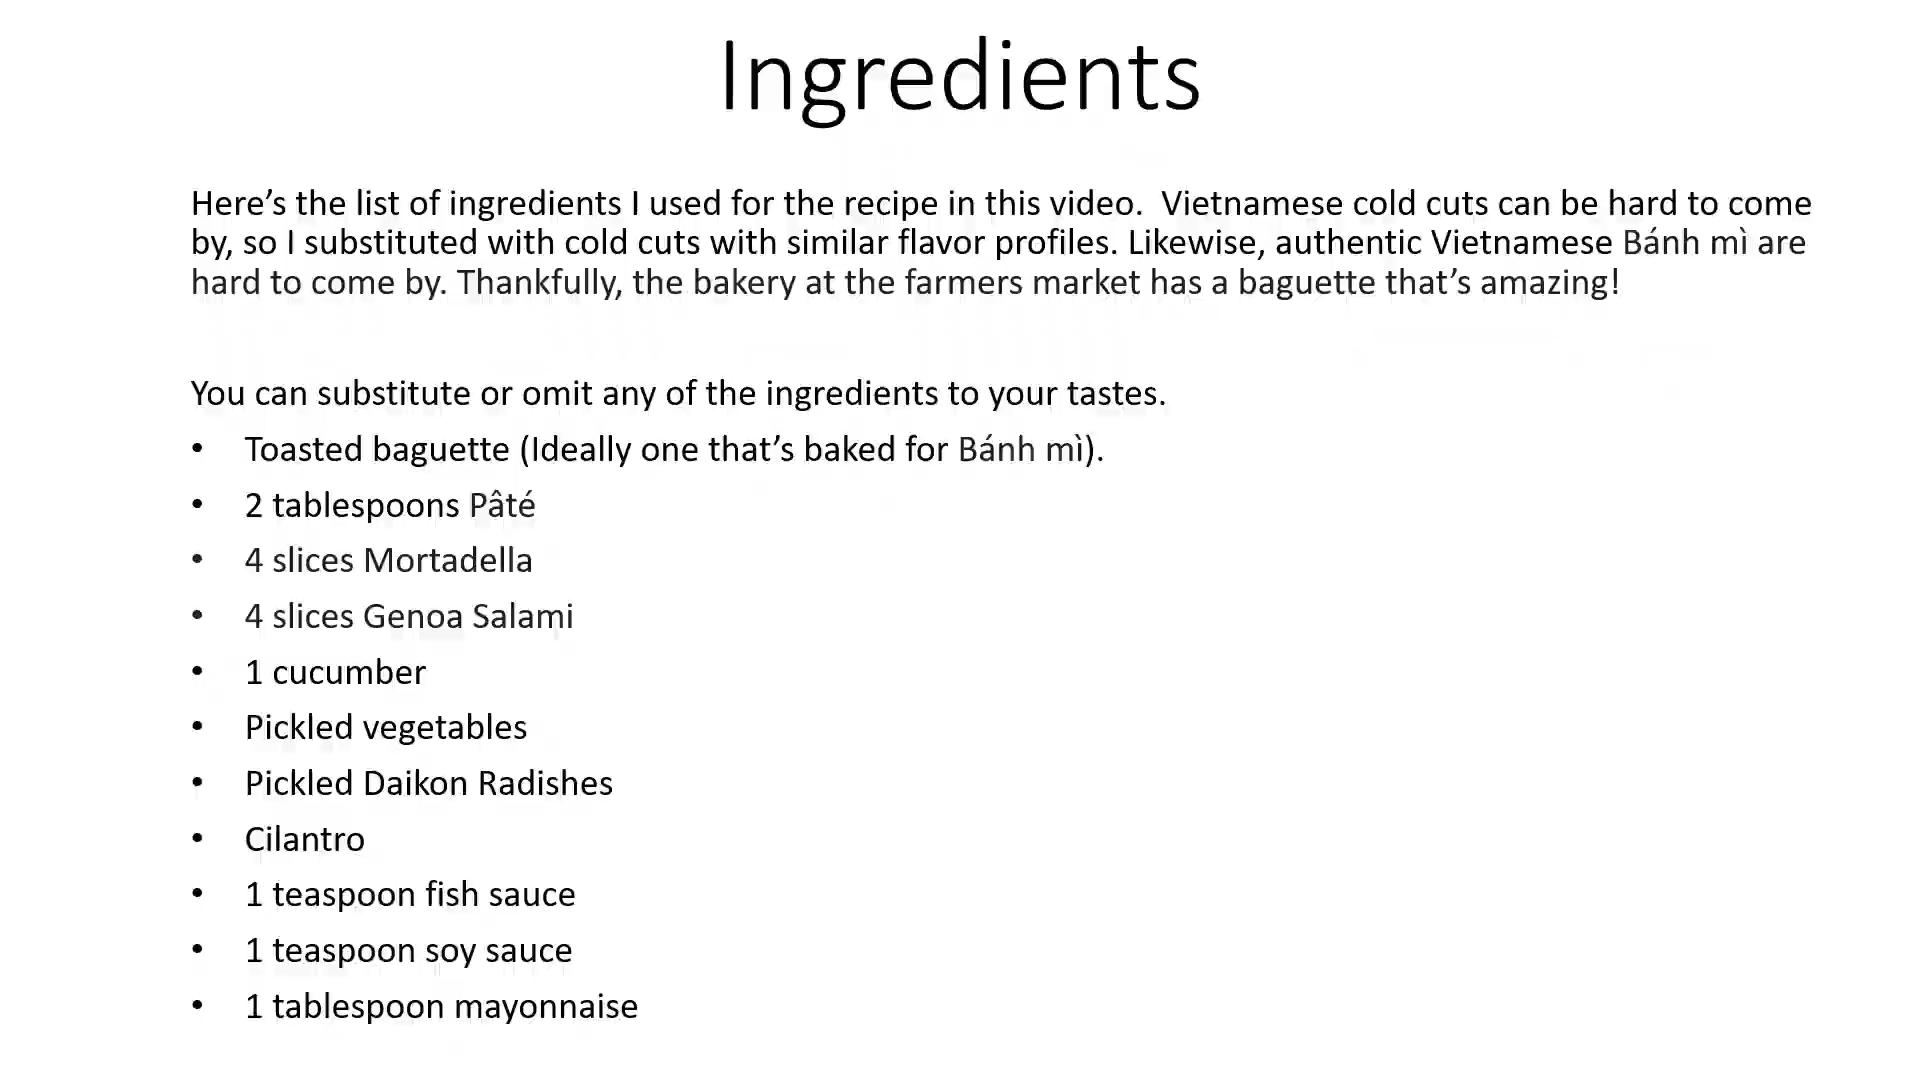 Ingredients
Here’s the list of ingredients I used for the recipe in this video.  Vietnamese cold cuts can be hard to come
by, so I substituted with cold cuts with similar flavor profiles. Likewise, authentic Vietnamese Bánh mì are
hard to come by. Thankfully, the bakery at the farmers market has a baguette that’s amazing!
You can substitute or omit any of the ingredients to your tastes.
• Toasted baguette (Ideally one that’s baked for Bánh mì).
• 2 tablespoons Pâté
• 4 slices Mortadella
• 4 slices Genoa Salami
• 1 cucumber
• Pickled vegetables
• Pickled Daikon Radishes
• Cilantro
• 1 teaspoon fish sauce
• 1 teaspoon soy sauce
• 1 tablespoon mayonnaise